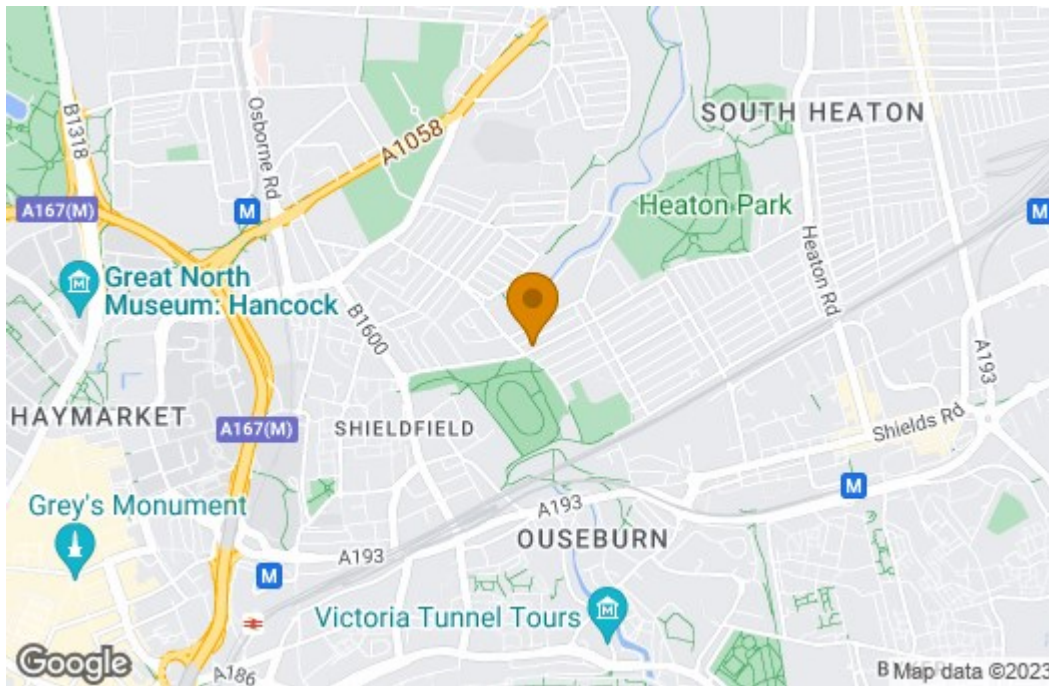 B1318
Osborne Rd
A1058
SOUTH HEATON
A167(M)
M
M
Heaton Park
Great North
Museum: Hancock
B1600
Heaton Rd
A193
HAYMARKET
A167(M)
SHIELDFIELD
Shields Rd
M
Grey's Monument
A193
OUSEBURN
A193
M
Victoria Tunnel Tours
M
Google
A186
Map data ©2023